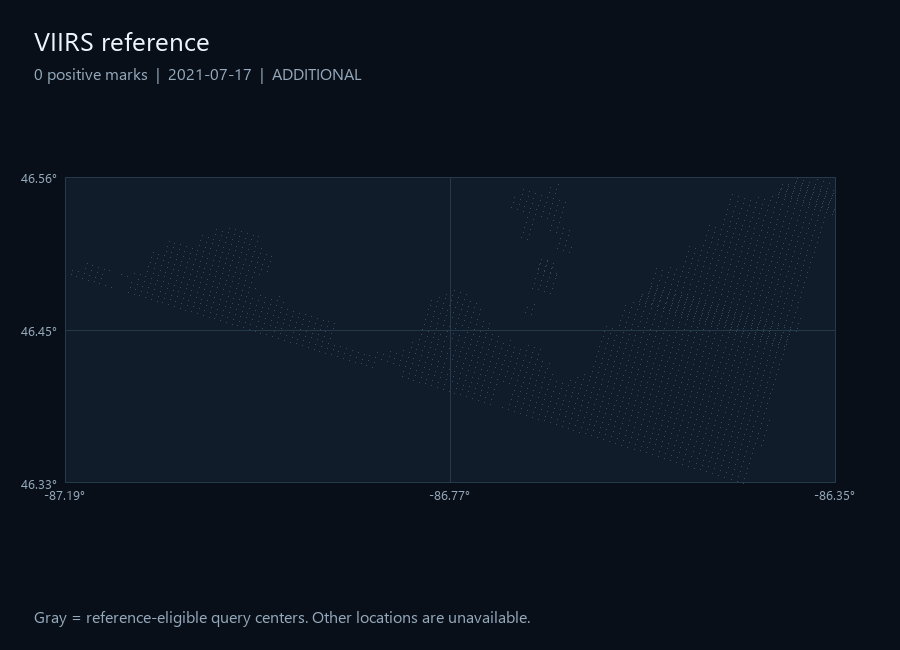 VIIRS reference
0 positive marks | 2021-07-17 | ADDITIONAL
46.56°
46.45°
46.33°
-87.19°
-86.77°
-86.35°
Gray = reference-eligible query centers. Other locations are unavailable.